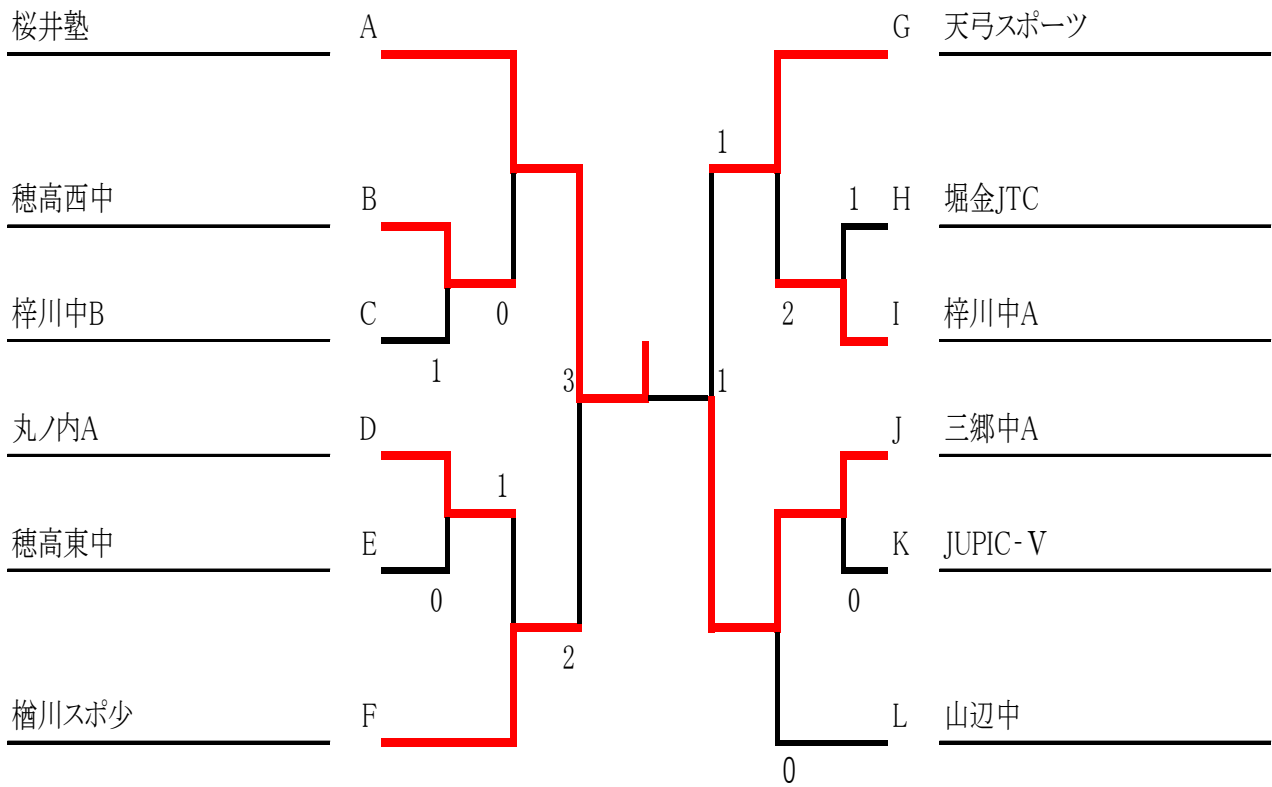 桜井塾 A
G 天弓スポーツ
1
穂高西中 B
1 H 堀金JTC
梓川中B C 0
2 I 梓川中A
1
3 1
丸ノ内A D
J 三郷中A
1
穂高東中 E
K JUPIC-V
0
0
2
楢川スポ少 F
L 山辺中
0